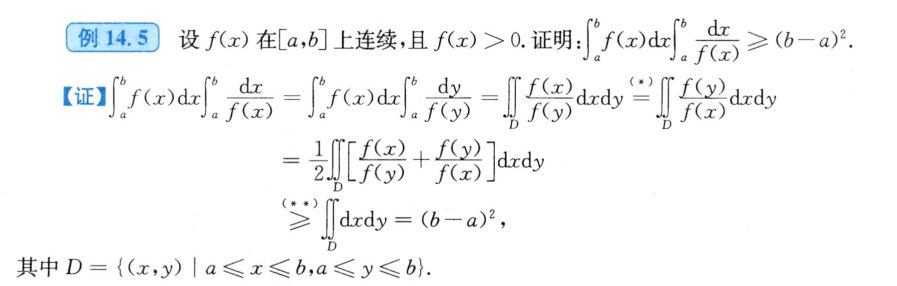 例 14.5 设 f(x) 在[a,b]上连续,且 f(x) > 0. 证明:∫_a^b f(x)dx∫_a^b dx/f(x) ⩾ (b−a)².
【证】∫_a^b f(x)dx∫_a^b dx/f(x) = ∫_a^b f(x)dx∫_a^b dy/f(y) = ∬_D f(x)/f(y) dxdy (*)= ∬_D f(y)/f(x) dxdy
= 1/2 ∬_D [f(x)/f(y) + f(y)/f(x)]dxdy
(**)⩾ ∬_D dxdy = (b−a)²,
其中 D = {(x,y) | a ⩽ x ⩽ b,a ⩽ y ⩽ b}.